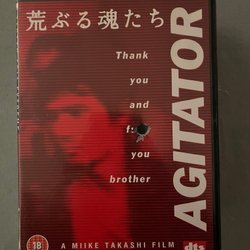 荒ぶる魂たち
Thank
you
and
you
brother
AGITATOR
18
A MIIKE TAKASHI FILM
dts